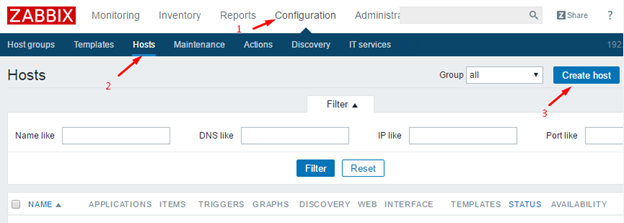 ZABBIX Monitoring Inventory Reports Configuration Share ?
1
Host groups Templates Hosts Maintenance Actions Discovery IT services 192.
2
Hosts Group all Create host
3
Filter
Name like DNS like IP like Port like
Filter Reset
NAME APPLICATIONS ITEMS TRIGGERS GRAPHS DISCOVERY WEB INTERFACE TEMPLATES STATUS AVAILABILITY